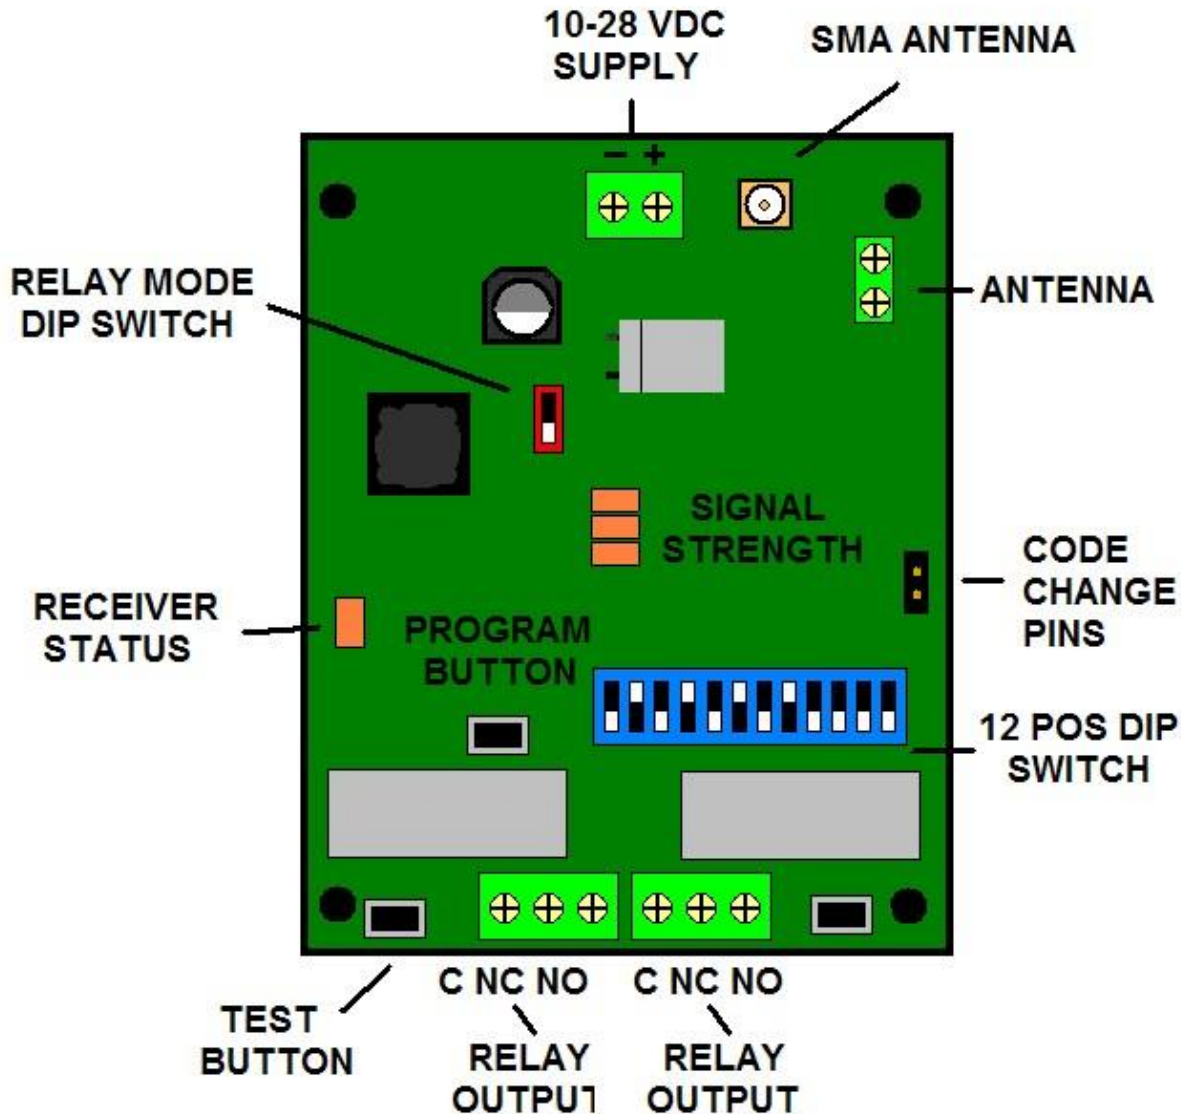 10-28 VDC
SUPPLY
SMA ANTENNA
- +
RELAY MODE
DIP SWITCH
ANTENNA
SIGNAL
STRENGTH
CODE
CHANGE
PINS
RECEIVER
STATUS
PROGRAM
BUTTON
12 POS DIP
SWITCH
C NC NO
C NC NO
TEST
BUTTON
RELAY
OUTPUT
RELAY
OUTPUT